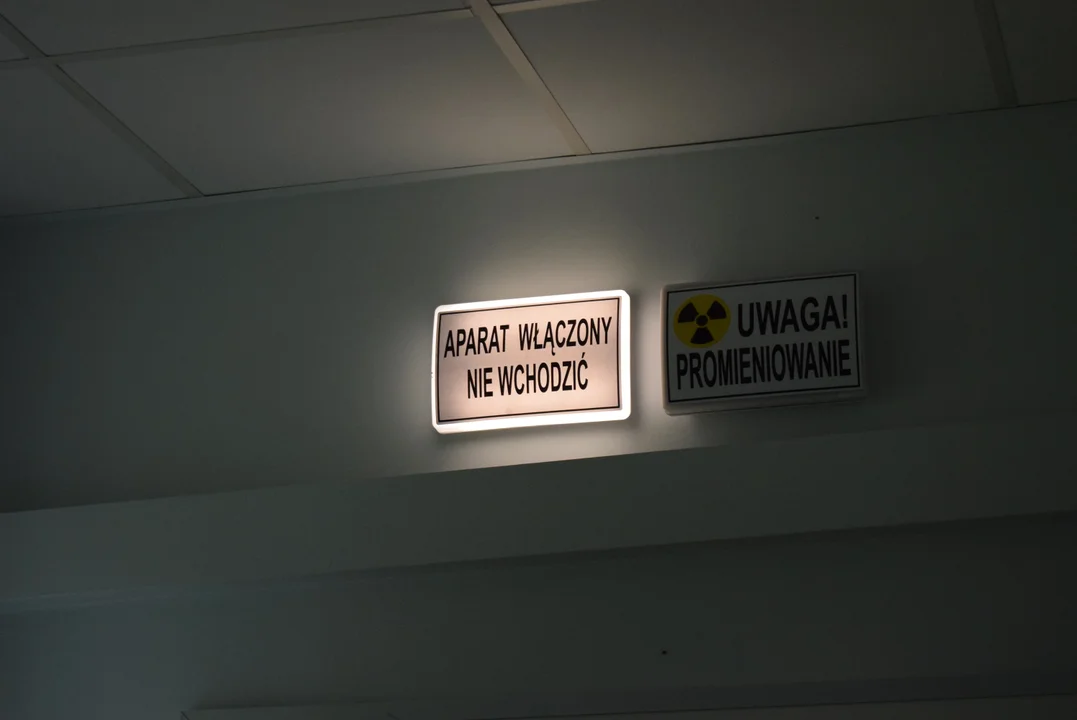 APARAT WŁĄCZONY
NIE WCHODZIĆ
UWAGA!
PROMIENIOWANIE